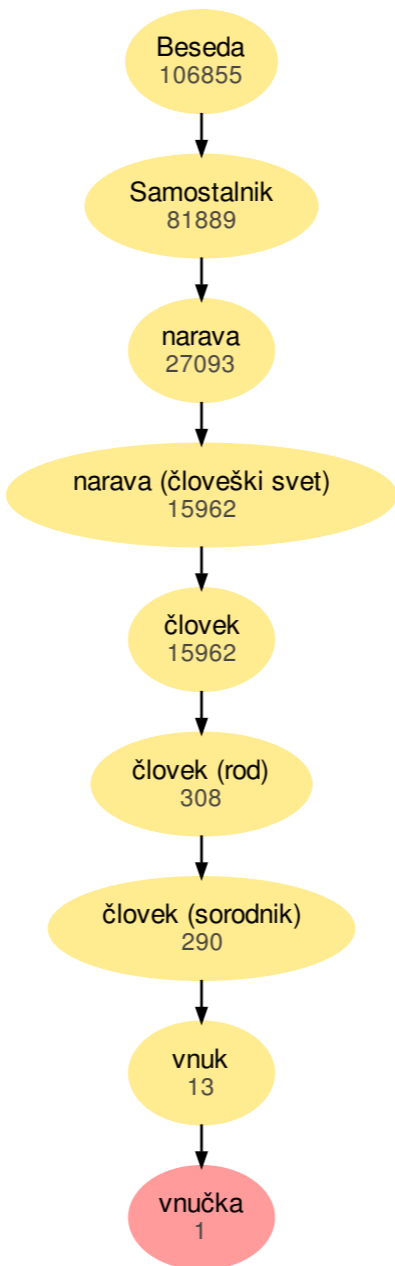 Beseda
106855
Samostalnik
81889
narava
27093
narava (človeški svet)
15962
človek
15962
človek (rod)
308
človek (sorodnik)
290
vnuk
13
vnučka
1